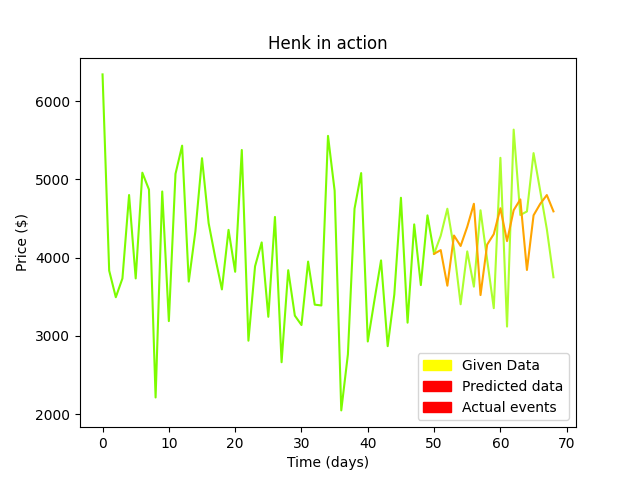 Henk in action
Price ($)
6000
5000
4000
3000
2000
0 10 20 30 40 50 60 70
Time (days)
Given Data
Predicted data
Actual events